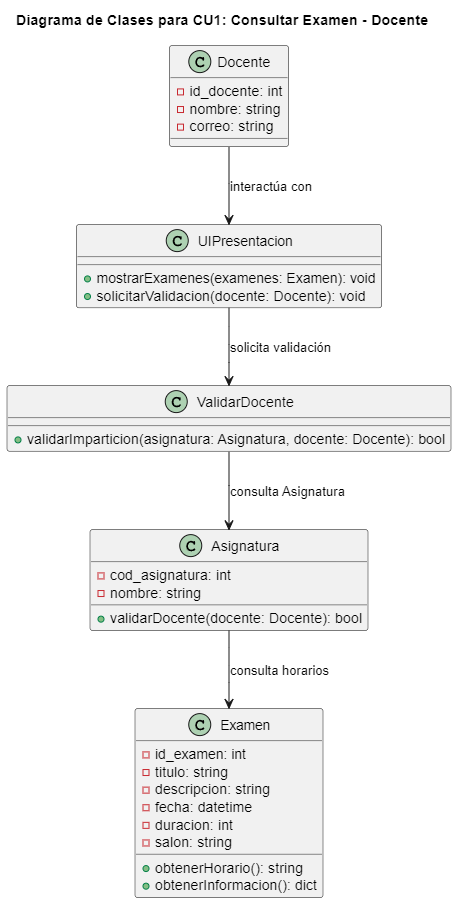 Diagrama de Clases para CU1: Consultar Examen - Docente
C Docente
id_docente: int
nombre: string
correo: string
interactúa con
C UIPresentacion
mostrarExamenes(examenes: Examen): void
solicitarValidacion(docente: Docente): void
solicita validación
C ValidarDocente
validarImparticion(asignatura: Asignatura, docente: Docente): bool
consulta Asignatura
C Asignatura
cod_asignatura: int
nombre: string
validarDocente(docente: Docente): bool
consulta horarios
C Examen
id_examen: int
titulo: string
descripcion: string
fecha: datetime
duracion: int
salon: string
obtenerHorario(): string
obtenerInformacion(): dict